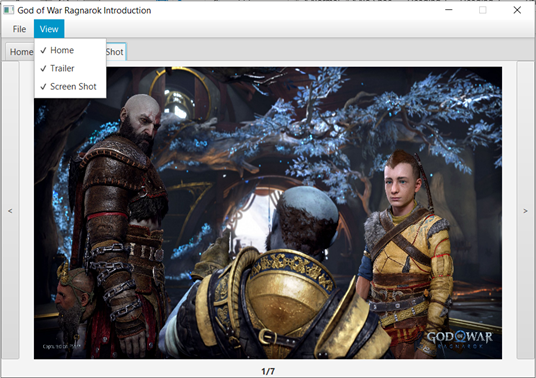 God of War Ragnarok Introduction
File View
Home Shot
✓ Home
✓ Trailer
✓ Screen Shot
< >
GOD OF WAR
RAGNARÖK
1/7